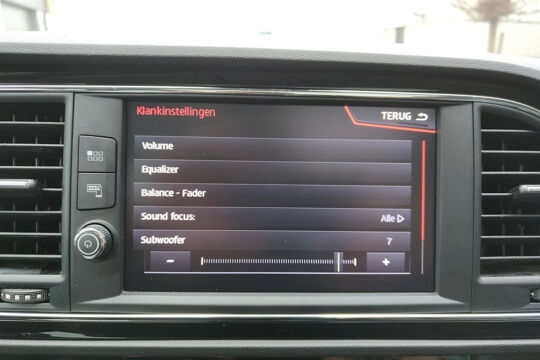 Klankinstellingen
TERUG
Volume
Equalizer
Balance - Fader
Sound focus: Alle
Subwoofer 7
- +